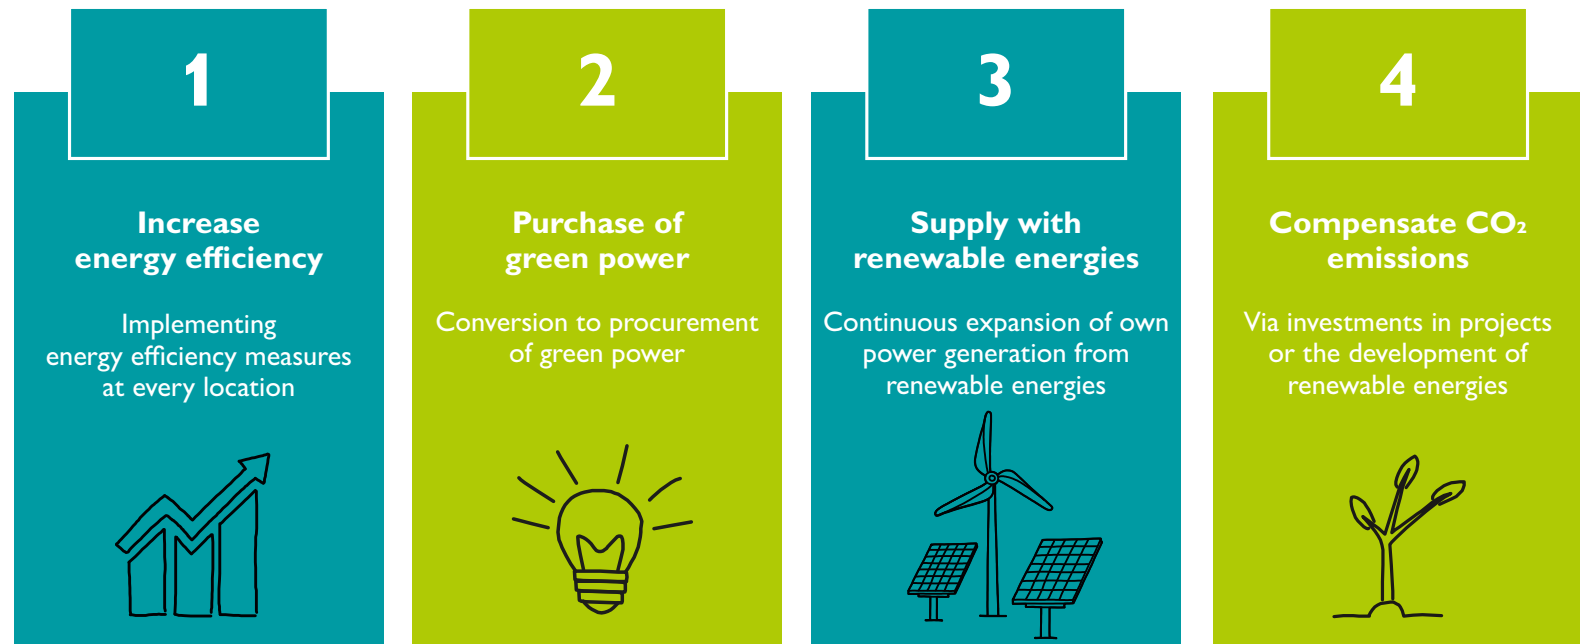 1
Increase
energy efficiency
Implementing
energy efficiency measures
at every location
2
Purchase of
green power
Conversion to procurement
of green power
3
Supply with
renewable energies
Continuous expansion of own
power generation from
renewable energies
4
Compensate CO₂
emissions
Via investments in projects
or the development of
renewable energies